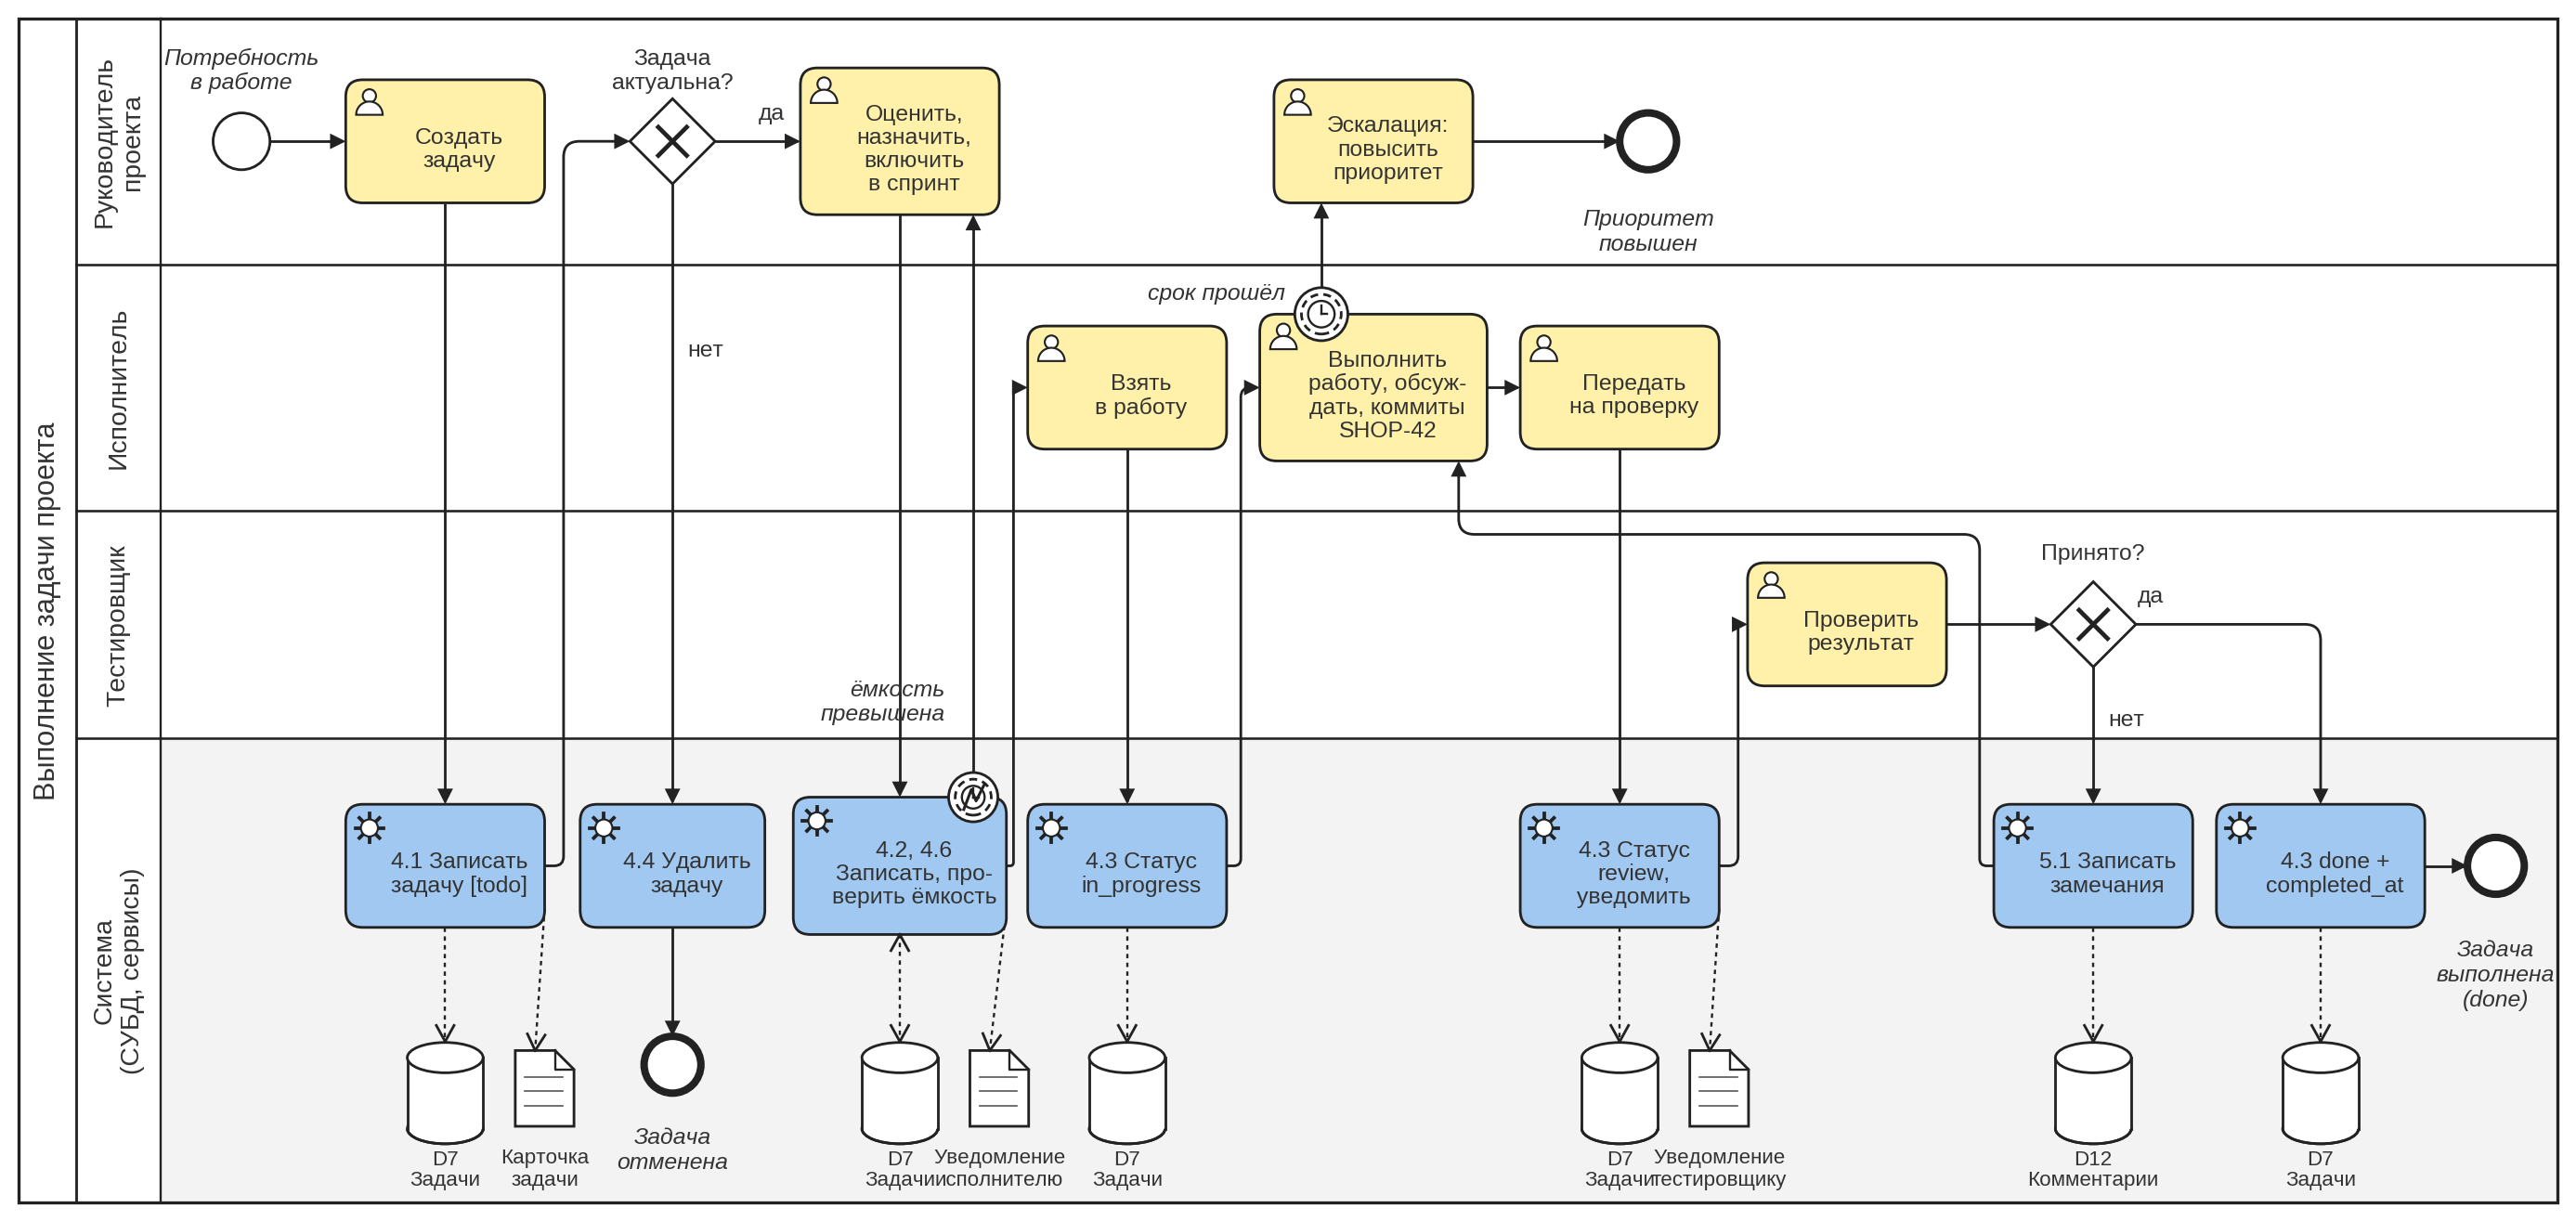 Выполнение задачи проекта
Руководитель
проекта
Потребность
в работе
Создать
задачу
Задача
актуальна?
да
Оценить,
назначить,
включить
в спринт
Эскалация:
повысить
приоритет
Приоритет
повышен
Исполнитель
нет
срок прошёл
Взять
в работу
Выполнить
работу, обсуж-
дать, коммиты
SHOP-42
Передать
на проверку
Тестировщик
ёмкость
превышена
Проверить
результат
Принято?
да
нет
Система
(СУБД, сервисы)
4.1 Записать
задачу [todo]
4.4 Удалить
задачу
4.2, 4.6
Записать, про-
верить ёмкость
4.3 Статус
in_progress
4.3 Статус
review,
уведомить
5.1 Записать
замечания
4.3 done +
completed_at
Задача
выполнена
(done)
D7
Задачи
Карточка
задачи
Задача
отменена
D7
Задачи
Уведомление
исполнителю
D7
Задачи
D7
Задачи
Уведомление
тестировщику
D12
Комментарии
D7
Задачи